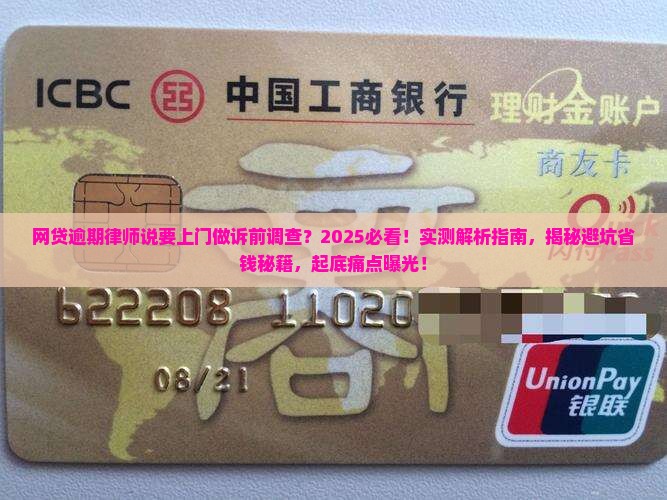 ICBC 中国工商银行
理财金账户
商友卡
商
网贷逾期律师说要上门做诉前调查？2025必看！实测解析指南，揭秘避坑省
钱秘籍，起底痛点曝光！
622208 11020
08/21
UnionPay
银联